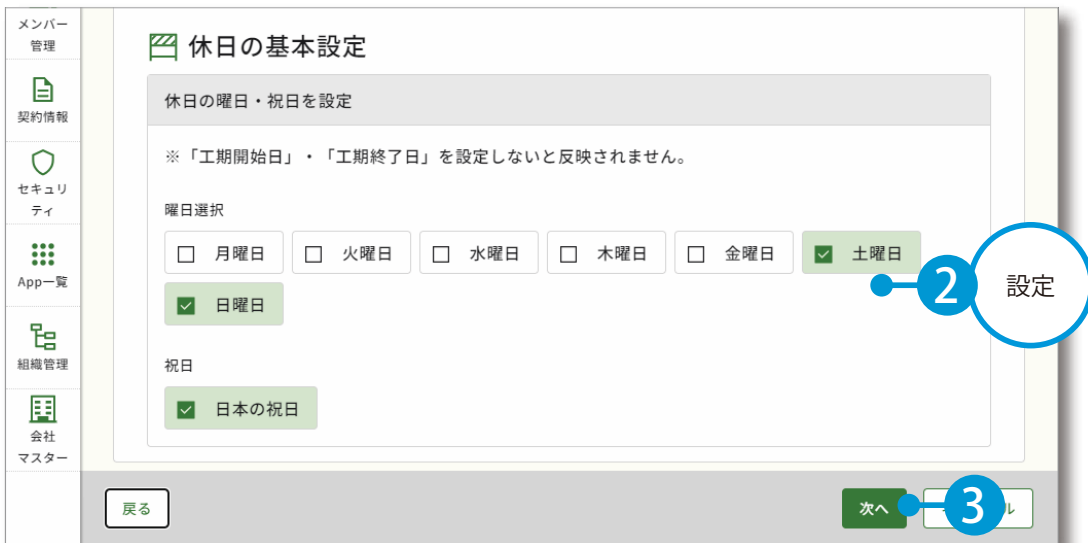 メンバー
管理
契約情報
セキュリ
ティ
App一覧
組織管理
会社
マスター
休日の基本設定
休日の曜日・祝日を設定
※「工期開始日」・「工期終了日」を設定しないと反映されません。
曜日選択
月曜日 火曜日 水曜日 木曜日 金曜日 土曜日
日曜日
2 設定
祝日
日本の祝日
戻る 次へ 3